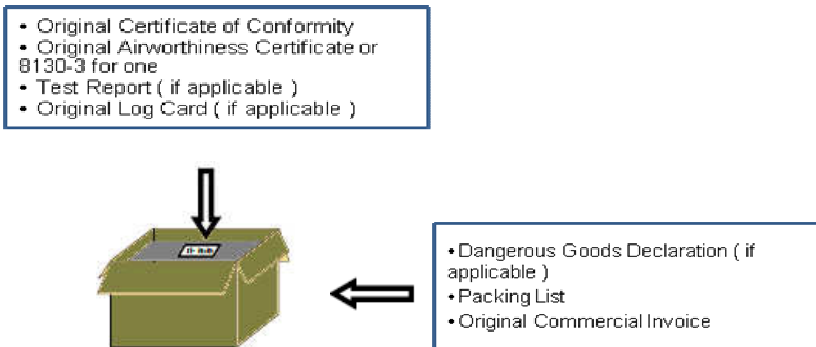 • Original Certificate of Conformity
• Original Airworthiness Certificate or
8130-3 for one
• Test Report ( if applicable )
• Original Log Card ( if applicable )
•Dangerous Goods Declaration ( if
applicable )
•Packing List
•Original Commercial Invoice